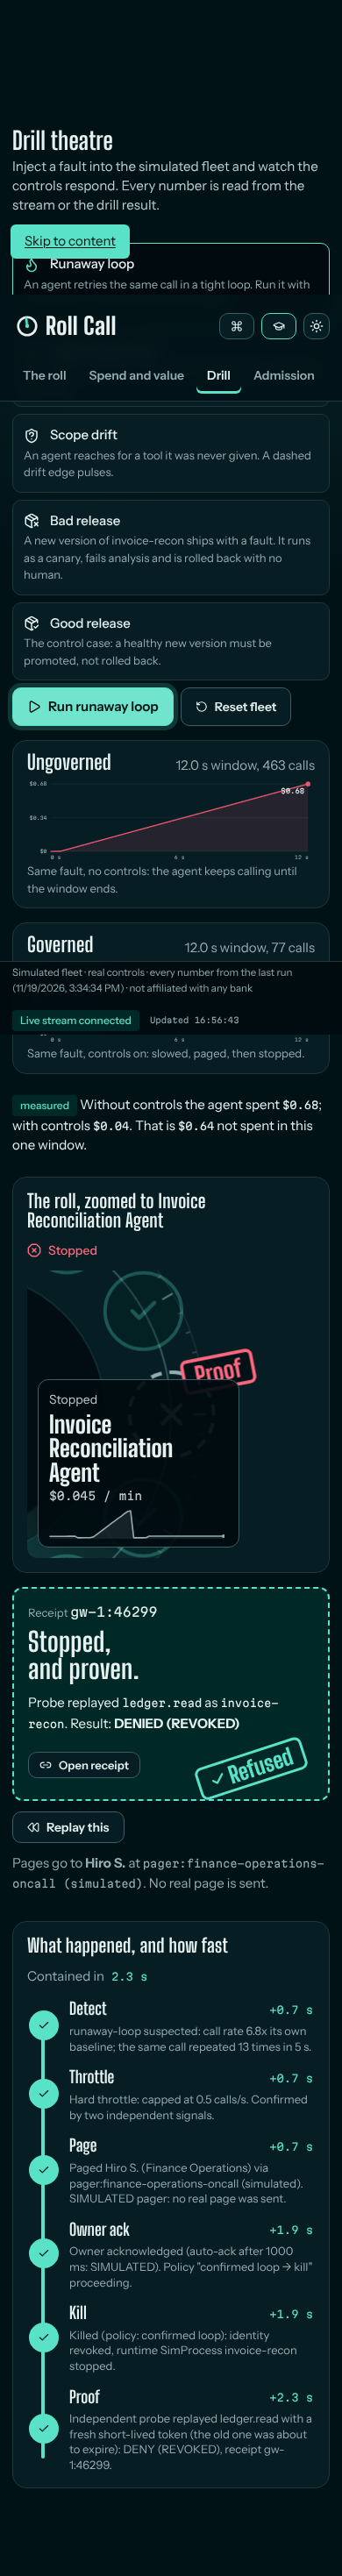 Drill theatre
Inject a fault into the simulated fleet and watch the
controls respond. Every number is read from the
stream or the drill result.
Skip to content
Runaway loop
An agent retries the same call in a tight loop. Run it with
Roll Call
The roll
Spend and value
Drill
Admission
Scope drift
An agent reaches for a tool it was never given. A dashed
drift edge pulses.
Bad release
A new version of invoice-recon ships with a fault. It runs
as a canary, fails analysis and is rolled back with no
human.
Good release
The control case: a healthy new version must be
promoted, not rolled back.
Run runaway loop
Reset fleet
Ungoverned
12.0 s window, 463 calls
$0.68
$0.68
$0.34
$0
0 s
6 s
12 s
Same fault, no controls: the agent keeps calling until
the window ends.
Governed
12.0 s window, 77 calls
Simulated fleet · real controls · every number from the last run
(11/19/2026, 3:34:34 PM) · not affiliated with any bank
Live stream connected
Updated 16:56:43
0 s
6 s
12 s
Same fault, controls on: slowed, paged, then stopped.
measured Without controls the agent spent $0.68;
with controls $0.04. That is $0.64 not spent in this
one window.
The roll, zoomed to Invoice
Reconciliation Agent
Stopped
Proof
Stopped
Invoice
Reconciliation
Agent
$0.045 / min
Receipt gw-1:46299
Stopped,
and proven.
Probe replayed ledger.read as invoice-
recon. Result: DENIED (REVOKED)
Open receipt
Refused
Replay this
Pages go to Hiro S. at pager:finance-operations-
oncall (simulated). No real page is sent.
What happened, and how fast
Contained in 2.3 s
Detect
+0.7 s
runaway-loop suspected: call rate 6.8x its own
baseline; the same call repeated 13 times in 5 s.
Throttle
+0.7 s
Hard throttle: capped at 0.5 calls/s. Confirmed
by two independent signals.
Page
+0.7 s
Paged Hiro S. (Finance Operations) via
pager:finance-operations-oncall (simulated).
SIMULATED pager: no real page was sent.
Owner ack
+1.9 s
Owner acknowledged (auto-ack after 1000
ms: SIMULATED). Policy "confirmed loop → kill"
proceeding.
Kill
+1.9 s
Killed (policy: confirmed loop): identity
revoked, runtime SimProcess invoice-recon
stopped.
Proof
+2.3 s
Independent probe replayed ledger.read with a
fresh short-lived token (the old one was about
to expire): DENY (REVOKED), receipt gw-
1:46299.